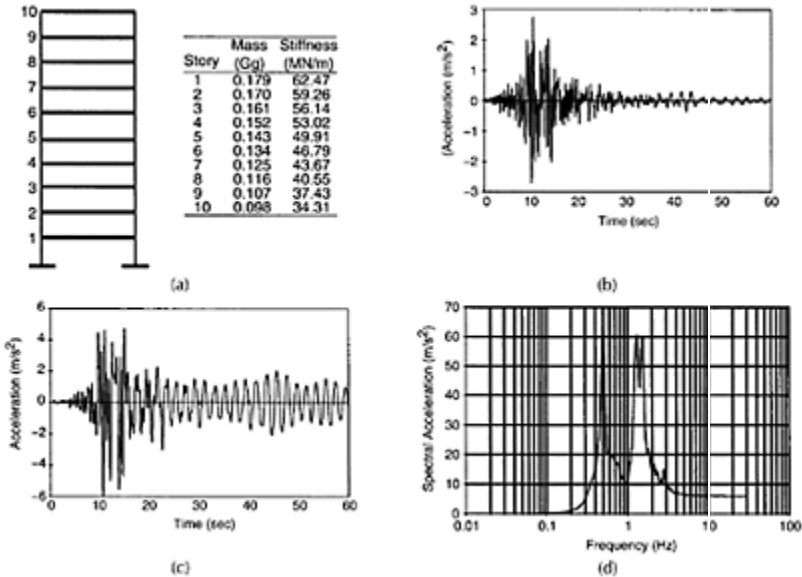 10
9
8
7
6
5
4
3
2
1
Mass Stiffness
Story (Gg) (MN/m)
1 0.179 62.47
2 0.170 59.26
3 0.161 56.14
4 0.152 53.02
5 0.143 49.91
6 0.134 46.79
7 0.125 43.67
8 0.116 40.55
9 0.107 37.43
10 0.098 34.31
(a)
(Acceleration (m/s²)
3
2
1
0
-1
-2
-3
0 10 20 30 40 50 60
Time (sec)
(b)
Acceleration (m/s²)
6
4
2
0
-2
-4
-6
0 10 20 30 40 50 60
Time (sec)
(c)
Spectral Acceleration (m/s²)
70
60
50
40
30
20
10
0
0.01 0.1 1 10 100
Frequency (Hz)
(d)